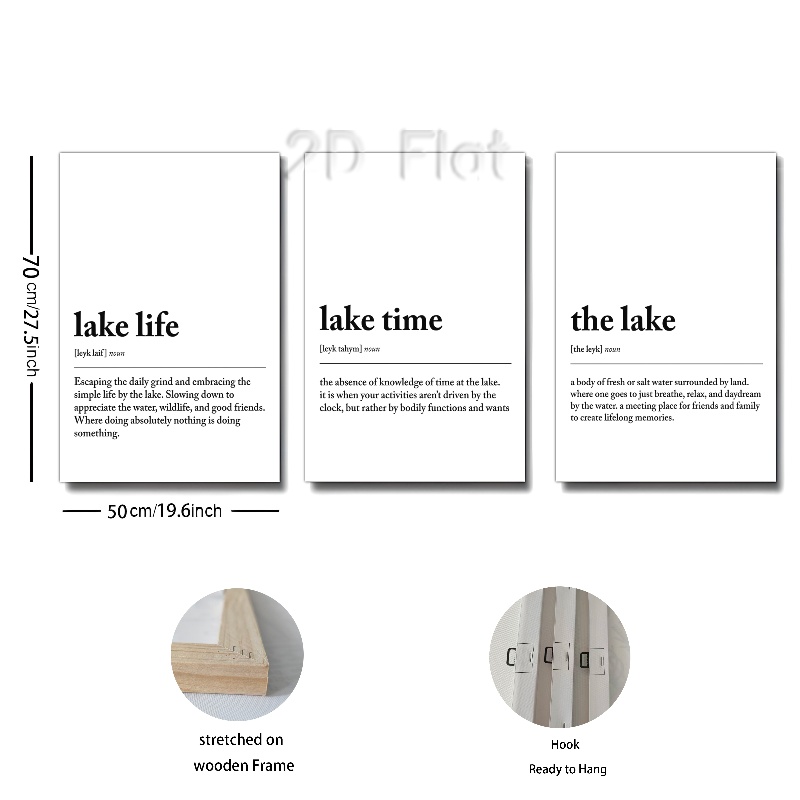 2D Flat
70 cm/27.5inch
lake life
[leyk laif] noun
Escaping the daily grind and embracing the
simple life by the lake. Slowing down to
appreciate the water, wildlife, and good friends.
Where doing absolutely nothing is doing
something.
lake time
[leyk tahym] noun
the absence of knowledge of time at the lake.
it is when your activities aren't driven by the
clock, but rather by bodily functions and wants
the lake
[the leyk] noun
a body of fresh or salt water surrounded by land.
where one goes to just breathe, relax, and daydream
by the water. a meeting place for friends and family
to create lifelong memories.
50cm/19.6inch
stretched on
wooden Frame
Hook
Ready to Hang